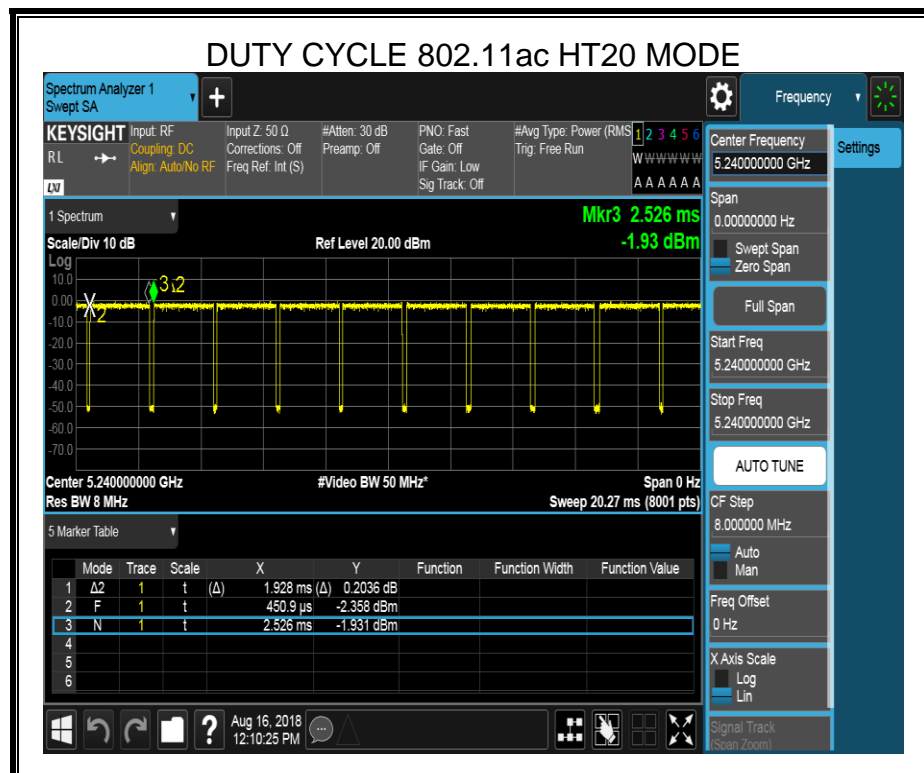 DUTY CYCLE 802.11ac HT20 MODE
Spectrum Analyzer 1
Swept SA
+
Frequency
KEYSIGHT Input: RF Input Z: 50 Ω #Atten: 30 dB PNO: Fast #Avg Type: Power (RMS 1 2 3 4 5 6
RL Coupling: DC Corrections: Off Preamp: Off Gate: Off Trig: Free Run W W W W W W
Align: Auto/No RF Freq Ref: Int (S) IF Gain: Low
LXI Sig Track: Off A A A A A A
1 Spectrum
Mkr3 2.526 ms
Scale/Div 10 dB Ref Level 20.00 dBm -1.93 dBm
Log
10.0
0.00
-10.0
-20.0
-30.0
-40.0
-50.0
-60.0
-70.0
X2
3 2
Center 5.240000000 GHz #Video BW 50 MHz* Span 0 Hz
Res BW 8 MHz Sweep 20.27 ms (8001 pts)
5 Marker Table
Mode Trace Scale X Y Function Function Width Function Value
1 Δ2 1 t (Δ) 1.928 ms (Δ) 0.2036 dB
2 F 1 t 450.9 µs -2.358 dBm
3 N 1 t 2.526 ms -1.931 dBm
4
5
6
Center Frequency
5.240000000 GHz
Settings
Span
0.00000000 Hz
Swept Span
Zero Span
Full Span
Start Freq
5.240000000 GHz
Stop Freq
5.240000000 GHz
AUTO TUNE
CF Step
8.000000 MHz
Auto
Man
Freq Offset
0 Hz
X Axis Scale
Log
Lin
Signal Track
(Span Zoom)
? Aug 16, 2018
12:10:25 PM